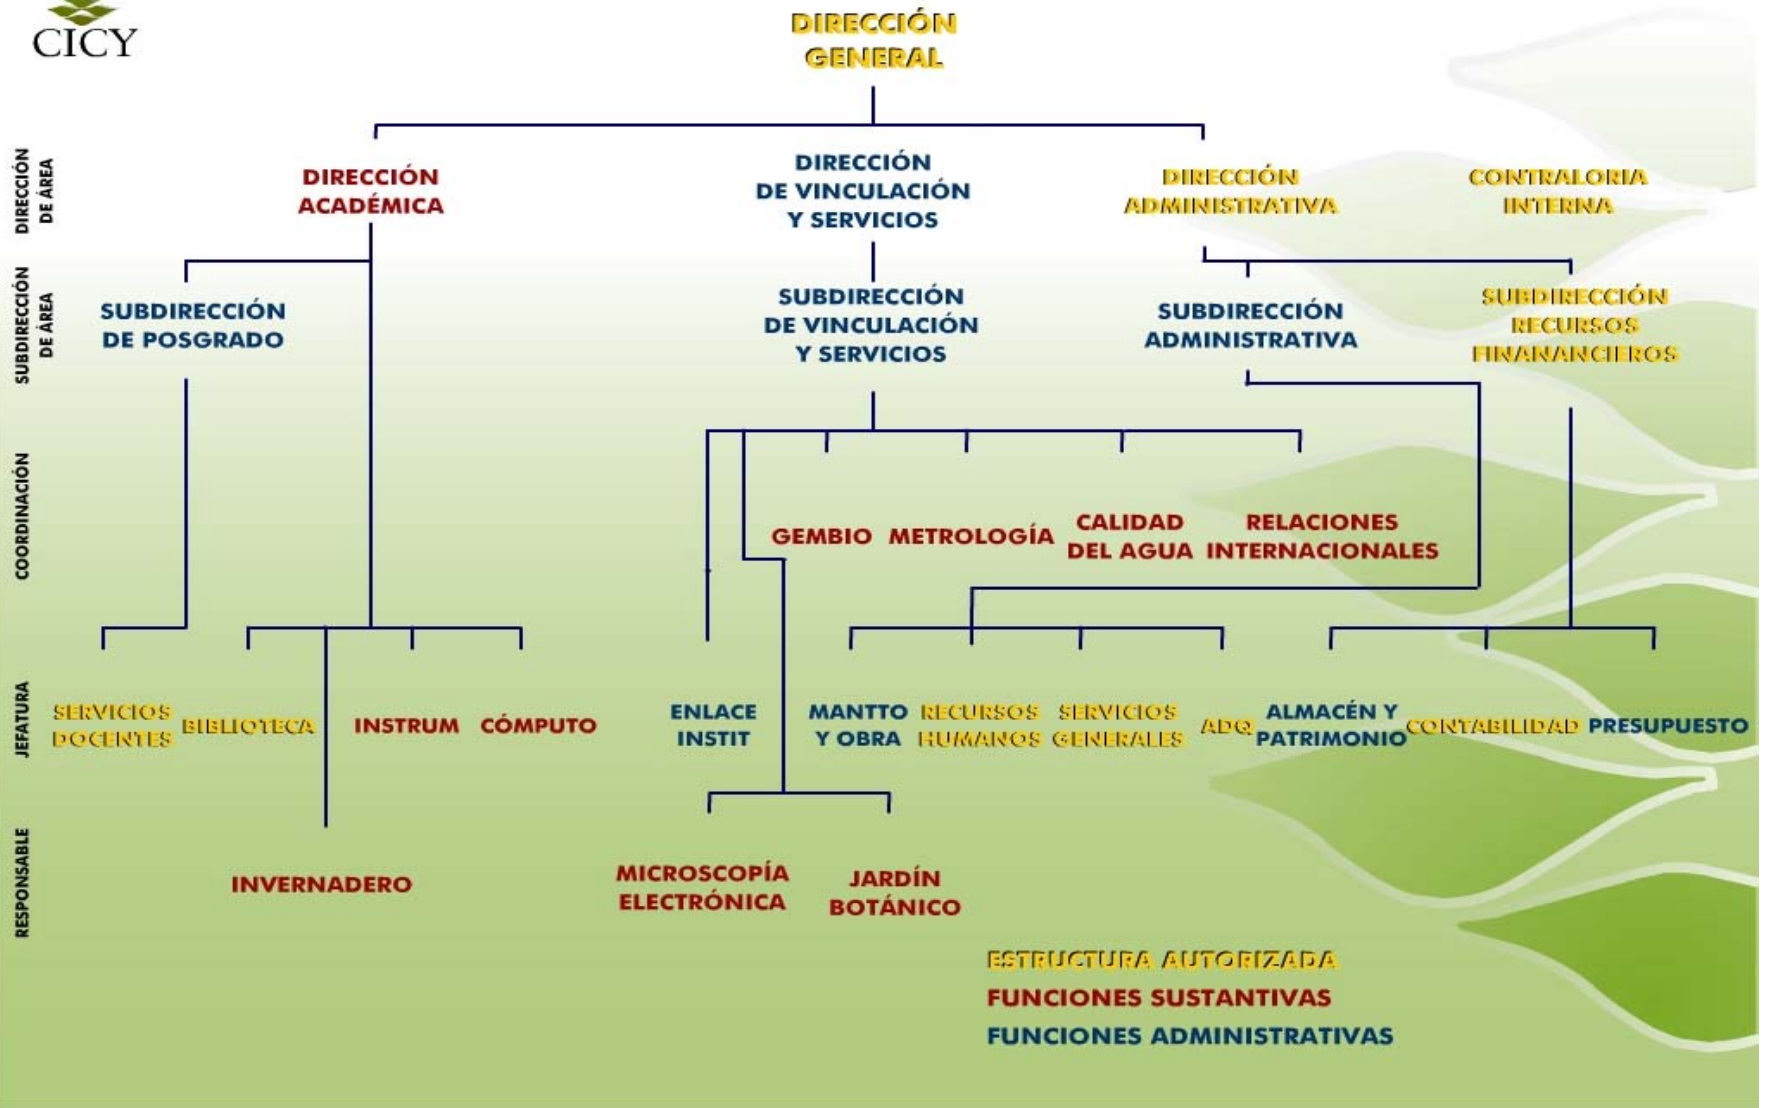 CICY
DIRECCIÓN
GENERAL
DIRECCIÓN
DE ÁREA
DIRECCIÓN
ACADÉMICA
DIRECCIÓN
DE VINCULACIÓN
Y SERVICIOS
DIRECCIÓN
ADMINISTRATIVA
CONTRALORIA
INTERNA
SUBDIRECCIÓN
DE ÁREA
SUBDIRECCIÓN
DE POSGRADO
SUBDIRECCIÓN
DE VINCULACIÓN
Y SERVICIOS
SUBDIRECCIÓN
ADMINISTRATIVA
SUBDIRECCIÓN
RECURSOS
FINANANCIEROS
COORDINACIÓN
GEMBIO
METROLOGÍA
CALIDAD
DEL AGUA
RELACIONES
INTERNACIONALES
JEFATURA
SERVICIOS
DOCENTES
BIBLIOTECA
INSTRUM
CÓMPUTO
ENLACE
INSTIT
MANTTO
Y OBRA
RECURSOS
HUMANOS
SERVICIOS
GENERALES
ADQ
ALMACÉN Y
PATRIMONIO
CONTABILIDAD
PRESUPUESTO
RESPONSABLE
INVERNADERO
MICROSCOPÍA
ELECTRÓNICA
JARDÍN
BOTÁNICO
ESTRUCTURA AUTORIZADA
FUNCIONES SUSTANTIVAS
FUNCIONES ADMINISTRATIVAS